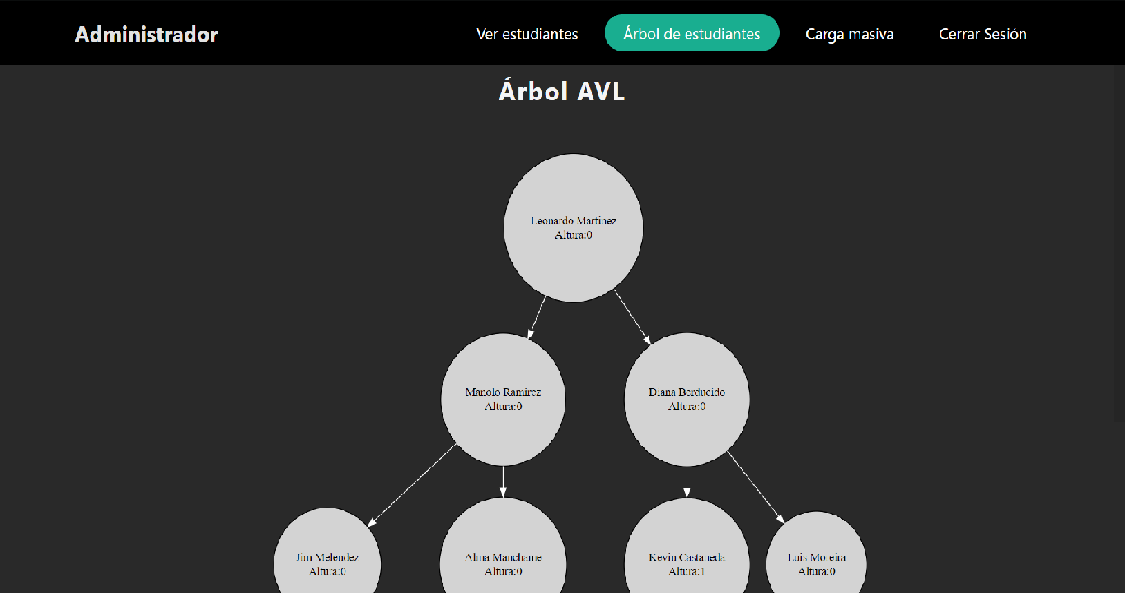 Administrador
Ver estudiantes
Árbol de estudiantes
Carga masiva
Cerrar Sesión
Árbol AVL
Leonardo Martinez
Altura:0
Manolo Ramirez
Altura:0
Diana Berducido
Altura:0
Jim Melendez
Altura:0
Alma Manchame
Altura:0
Kevin Castañeda
Altura:1
Luis Moreira
Altura:0